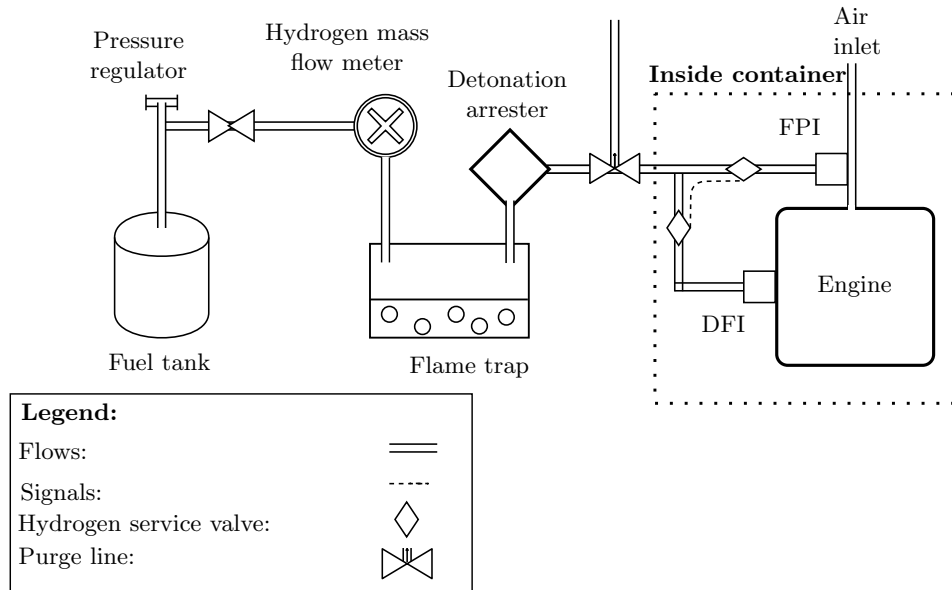 Pressure
regulator
Hydrogen mass
flow meter
Detonation
arrester
Air
inlet
Inside container
FPI
Engine
DFI
Fuel tank
Flame trap
Legend:
Flows:
Signals:
Hydrogen service valve:
Purge line: